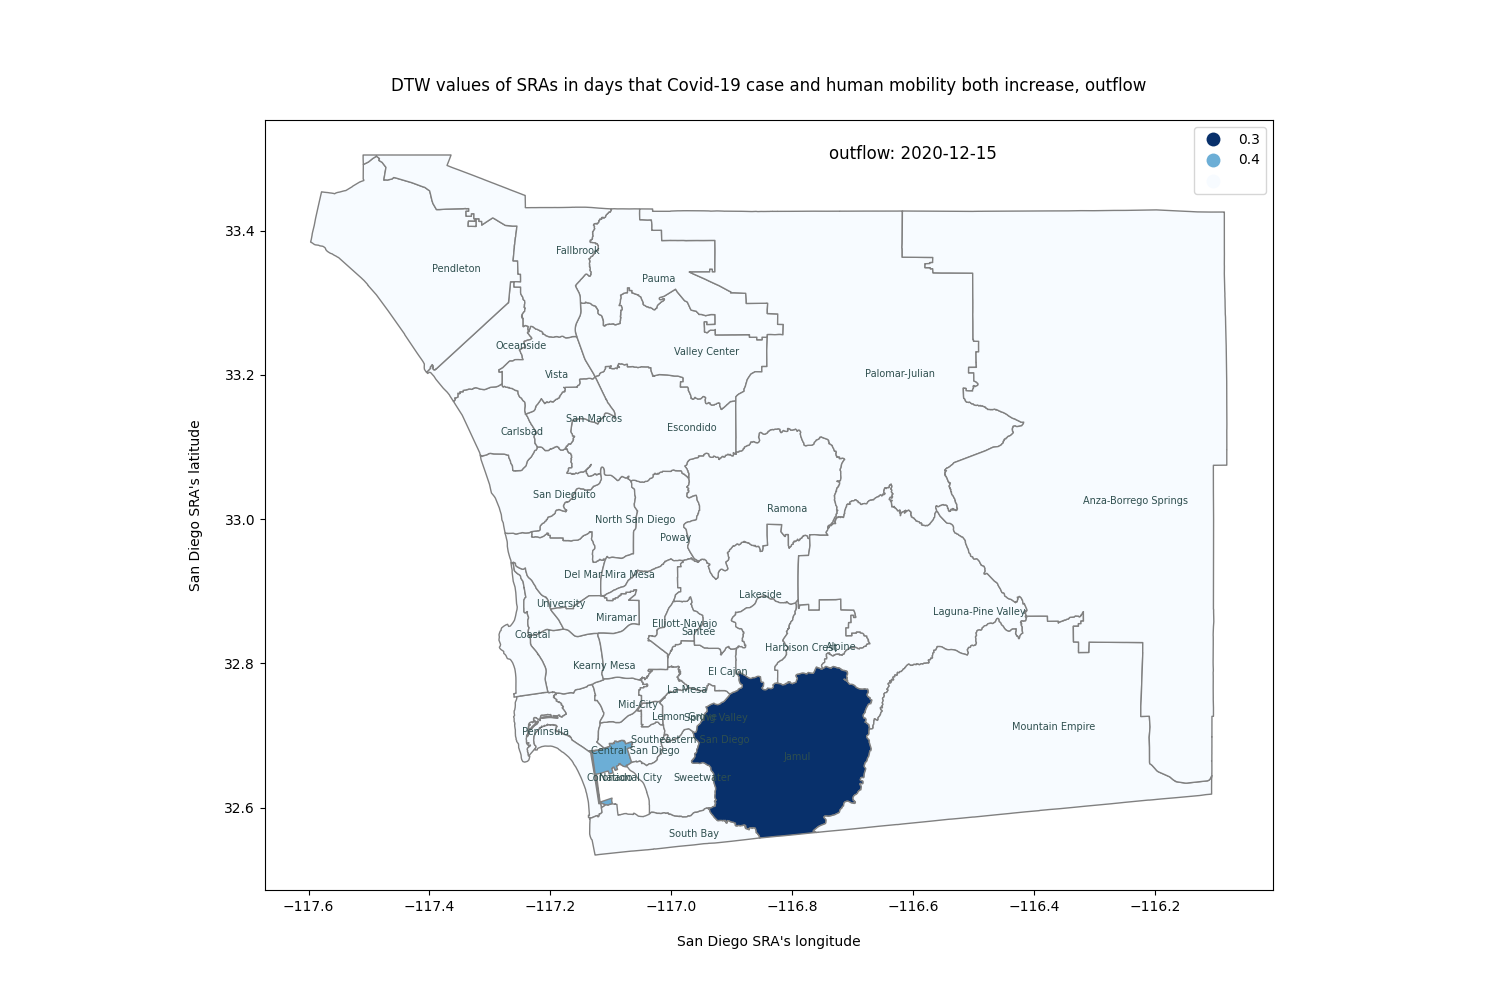 DTW values of SRAs in days that Covid-19 case and human mobility both increase, outflow
outflow: 2020-12-15
0.3
0.4
33.4
33.2
33.0
32.8
32.6
San Diego SRA's latitude
Fallbrook
Pendleton
Pauma
Oceanside
Valley Center
Vista
Palomar-Julian
San Marcos
Carlsbad
Escondido
San Dieguito
Anza-Borrego Springs
Ramona
North San Diego
Poway
Del Mar-Mira Mesa
Lakeside
University
Laguna-Pine Valley
Miramar
Elliott-Navajo
Santee
Coastal
Harbison Crest
Alpine
Kearny Mesa
El Cajon
La Mesa
Mid-City
Lemon Grove
Spring Valley
Mountain Empire
Peninsula
Southeastern San Diego
Central San Diego
Jamul
Coronado
National City
Sweetwater
South Bay
−117.6 −117.4 −117.2 −117.0 −116.8 −116.6 −116.4 −116.2
San Diego SRA's longitude